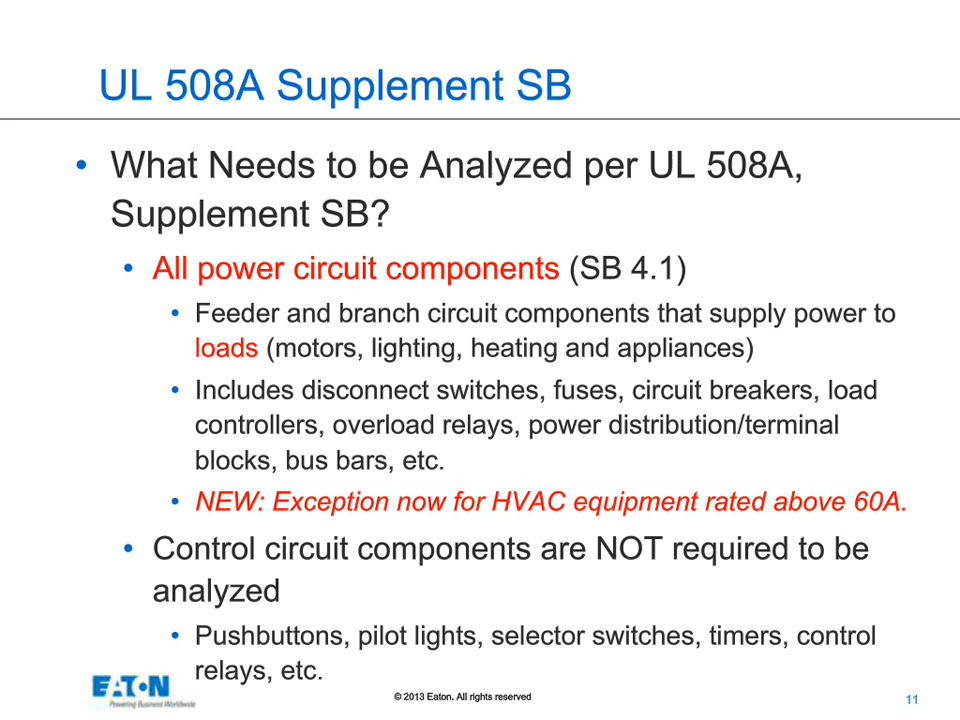 UL 508A Supplement SB
• What Needs to be Analyzed per UL 508A,
Supplement SB?
• All power circuit components (SB 4.1)
• Feeder and branch circuit components that supply power to
loads (motors, lighting, heating and appliances)
• Includes disconnect switches, fuses, circuit breakers, load
controllers, overload relays, power distribution/terminal
blocks, bus bars, etc.
• NEW: Exception now for HVAC equipment rated above 60A.
• Control circuit components are NOT required to be
analyzed
• Pushbuttons, pilot lights, selector switches, timers, control
relays, etc.
EATON
Powering Business Worldwide
© 2013 Eaton. All rights reserved
11